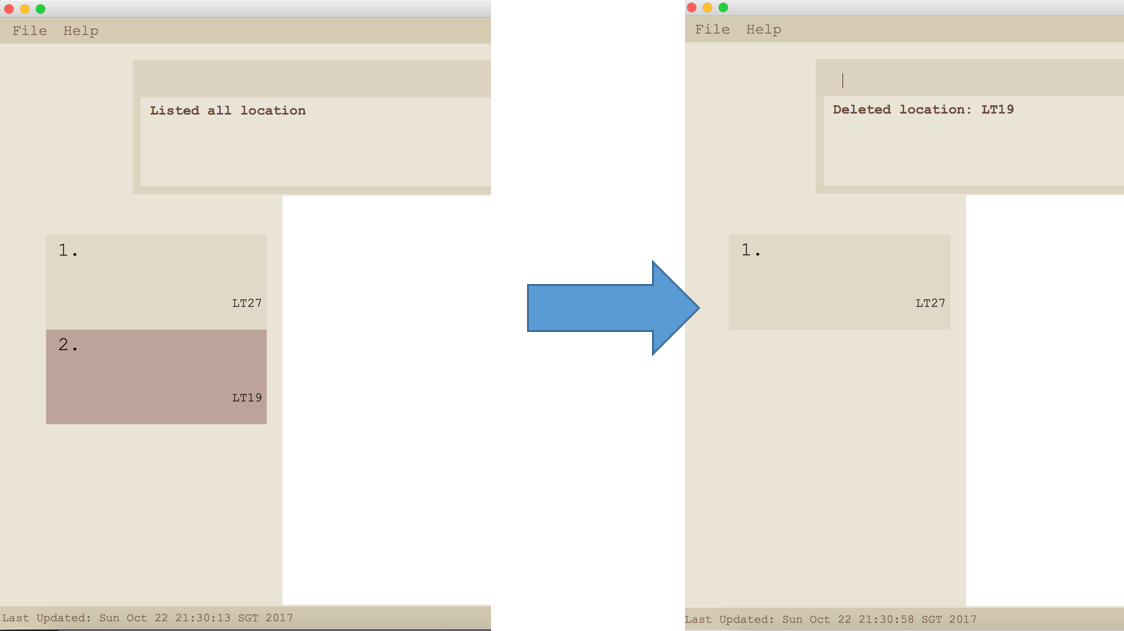 File Help
Listed all location
1.
LT27
2.
LT19
Last Updated: Sun Oct 22 21:30:13 SGT 2017
File Help
Deleted location: LT19
1.
LT27
Last Updated: Sun Oct 22 21:30:58 SGT 2017